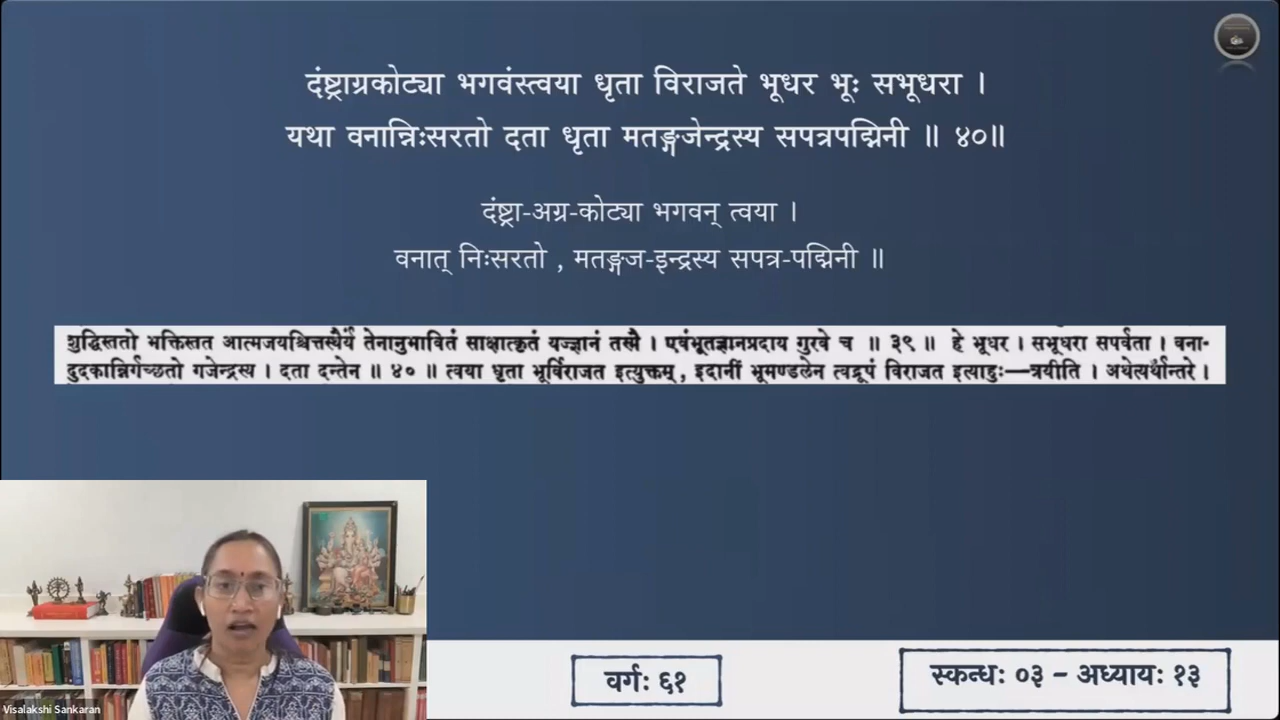 दंष्ट्राग्रकोट्या भगवंस्त्वया धृता विराजते भूधर भूः सभूधरा ।
यथा वनान्निःसरतो दता धृता मतङ्गजेन्द्रस्य सपत्रपद्मिनी ॥ ४०॥
दंष्ट्रा-अग्र-कोट्या भगवन् त्वया ।
वनात् निःसरतो , मतङ्गज-इन्द्रस्य सपत्र-पद्मिनी ॥
शुद्धिस्ततो भक्तिस्तत आत्मजयश्चित्तस्थैर्यं तेनानुभावितं साक्षात्कृतं यज्ज्ञानं तस्मै । एवंभूतज्ञानप्रदाय गुरवे च ॥ ३९ ॥ हे भूधर । सभूधरा सपर्वता । वना-
दुदकान्निर्गच्छतो गजेन्द्रस्य । दता दन्तेन ॥ ४० ॥ त्वया धृता भूर्विराजत इत्युक्तम्, इदानीं भूमण्डलेन त्वद्रूपं विराजत इत्याहुः—त्रयीति । अथेत्यर्थान्तरे ।
Visalakshi Sankaran
वर्गः ६१
स्कन्धः ०३ – अध्यायः १३